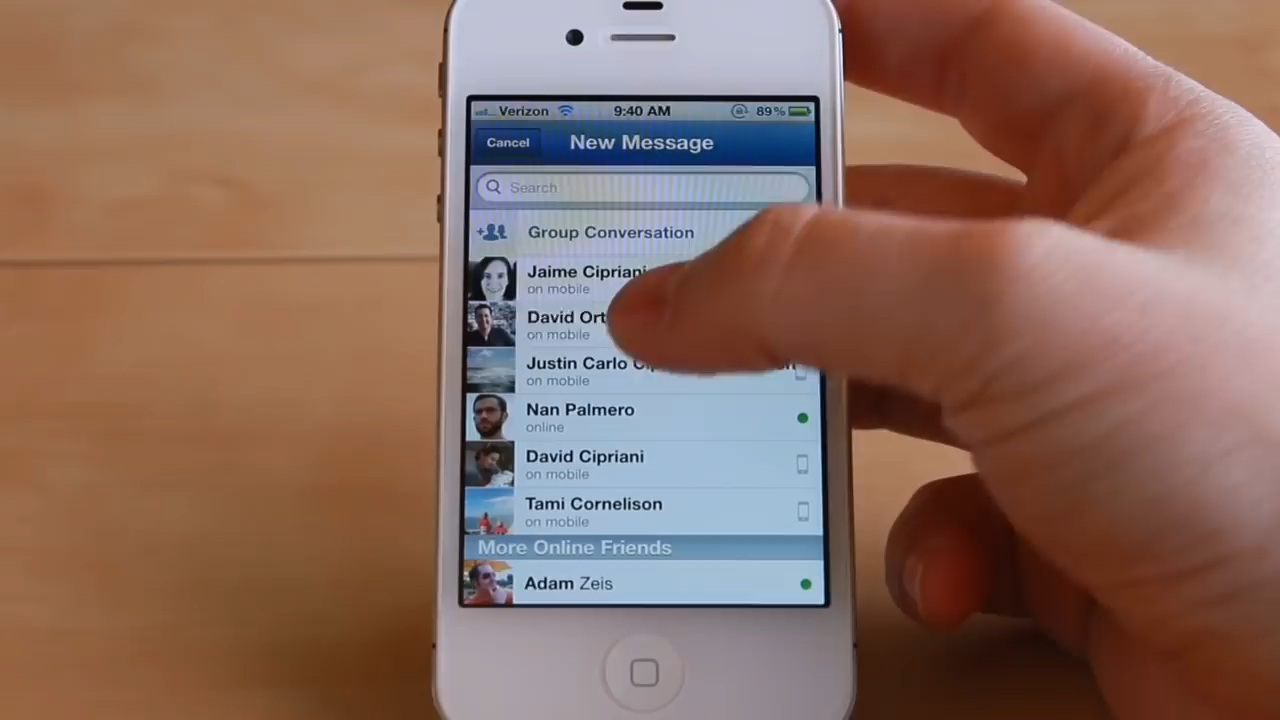 Verizon 9:40 AM 89%
Cancel New Message
Search
Group Conversation
Jaime Cipriani
on mobile
David
on mobile
Justin Carlo
on mobile
Nan Palmero
online
David Cipriani
on mobile
Tami Cornelison
on mobile
More Online Friends
Adam Zeis